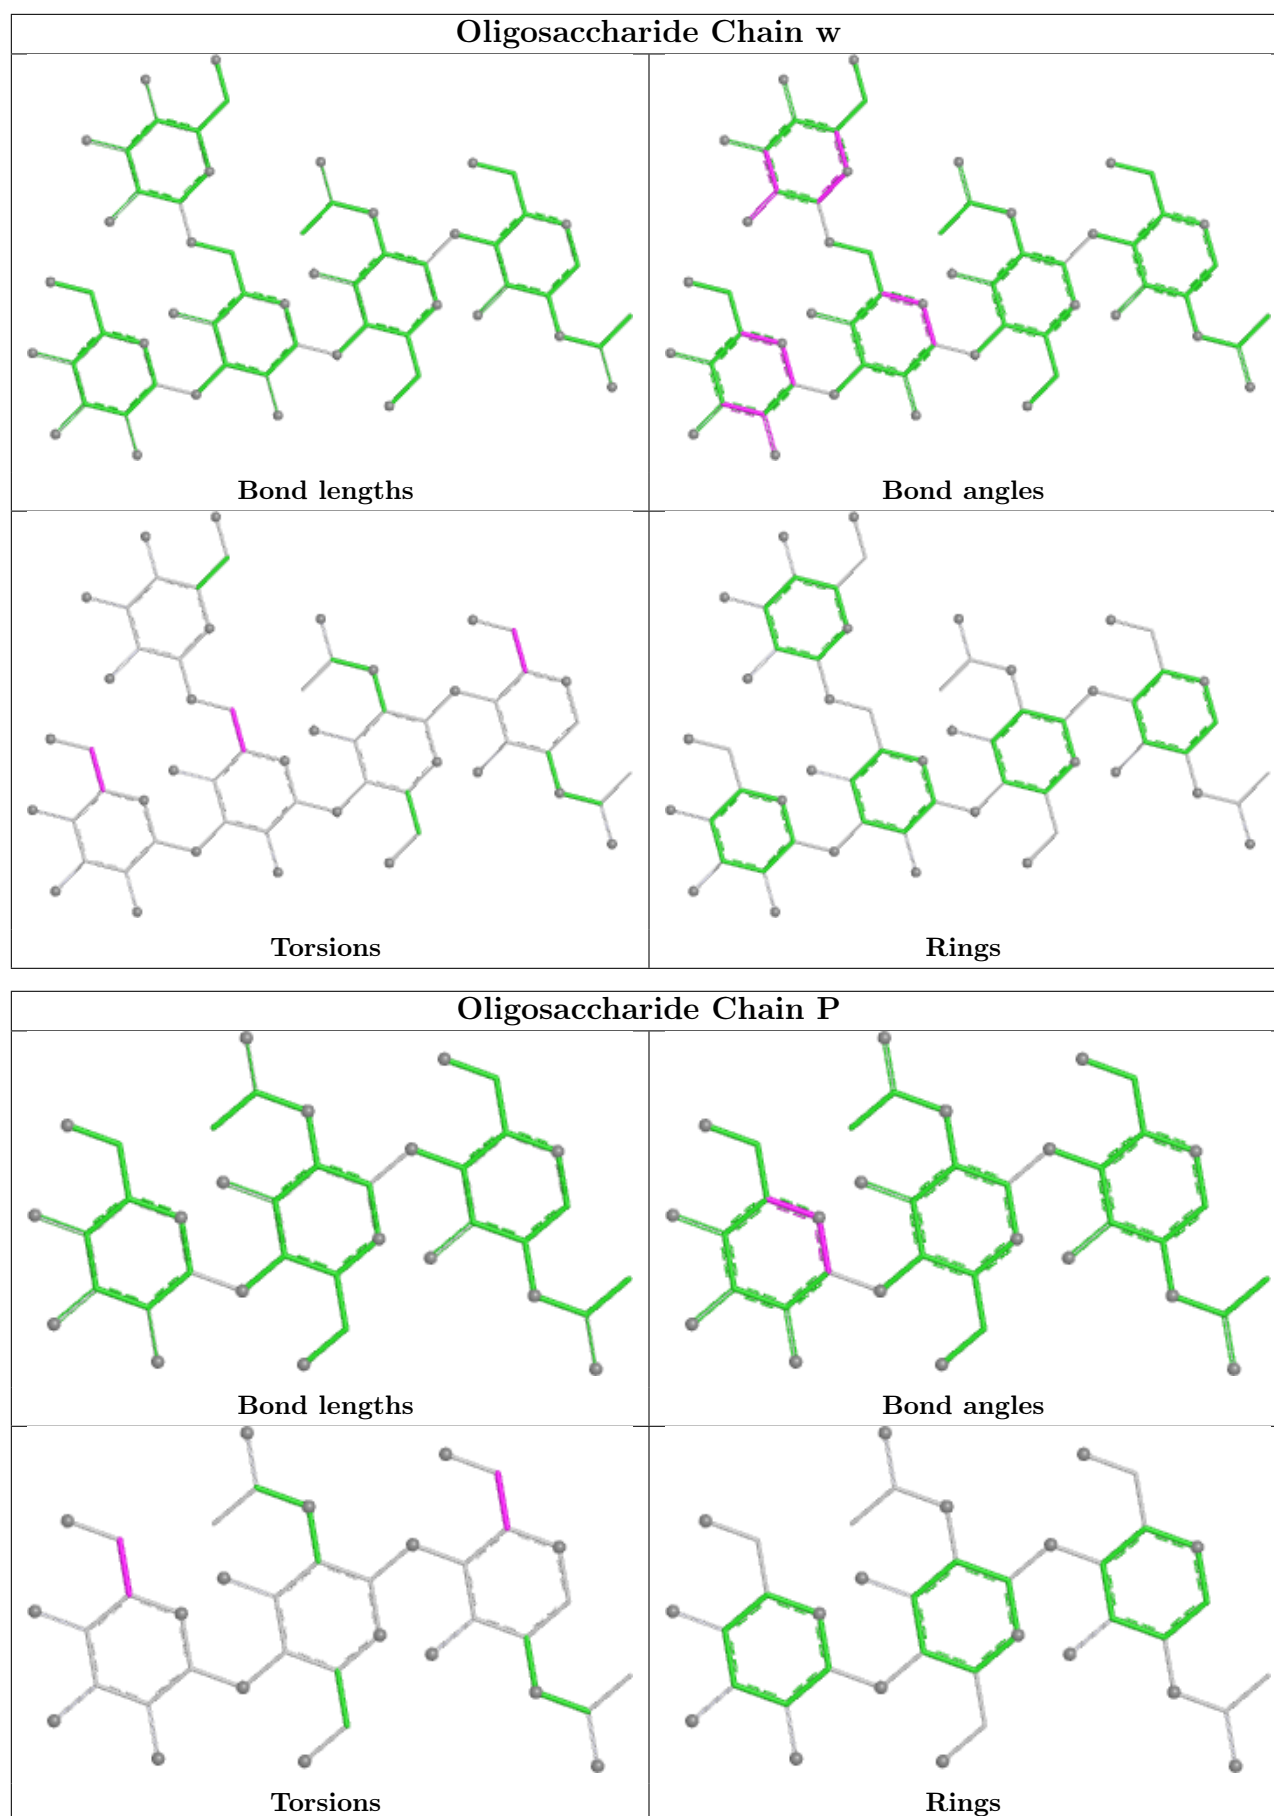 Oligosaccharide Chain w
Bond lengths
Bond angles
Torsions
Rings
Oligosaccharide Chain P
Bond lengths
Bond angles
Torsions
Rings